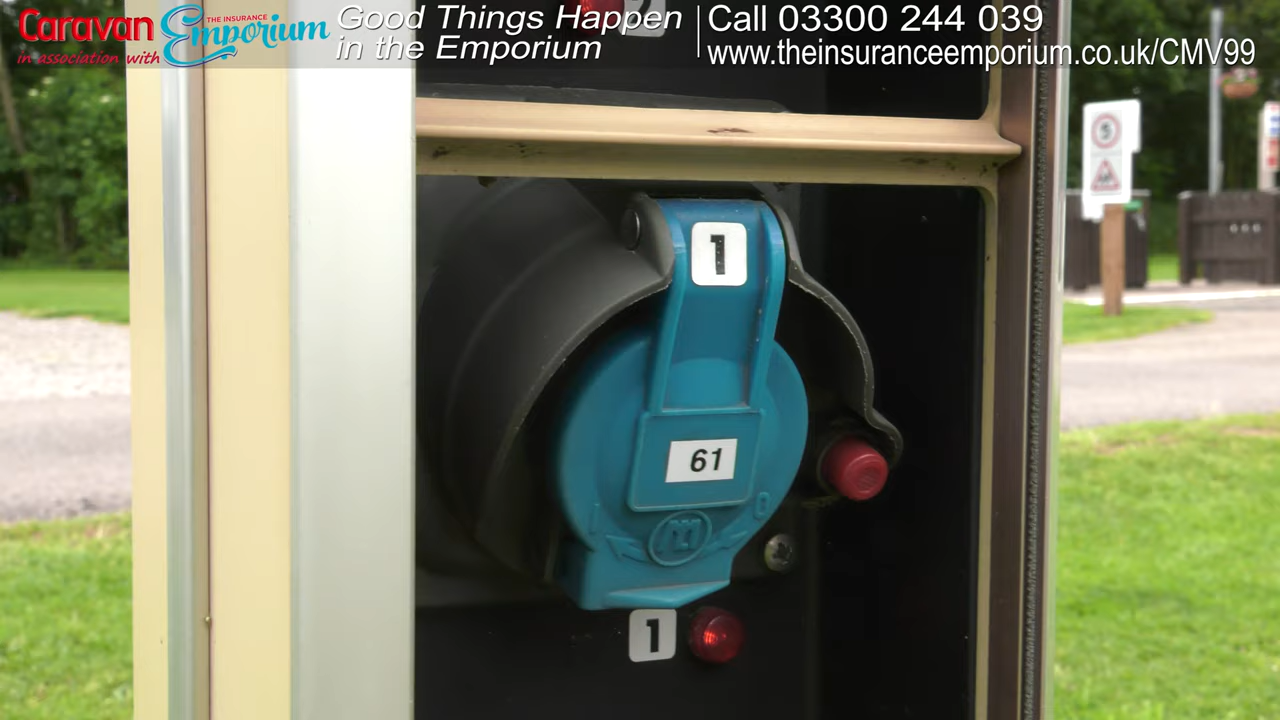 Caravan
in association with
THE INSURANCE
Emporium
Good Things Happen
in the Emporium
Call 03300 244 039
www.theinsuranceemporium.co.uk/CMV99
1
61
1
5